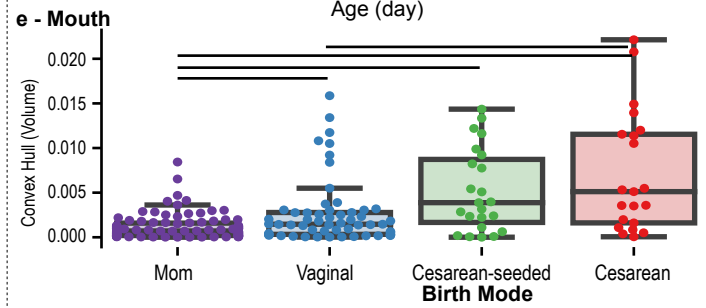 Age (day)
e - Mouth
Convex Hull (Volume)
0.020
0.015
0.010
0.005
0.000
Mom Vaginal Cesarean-seeded Cesarean
Birth Mode